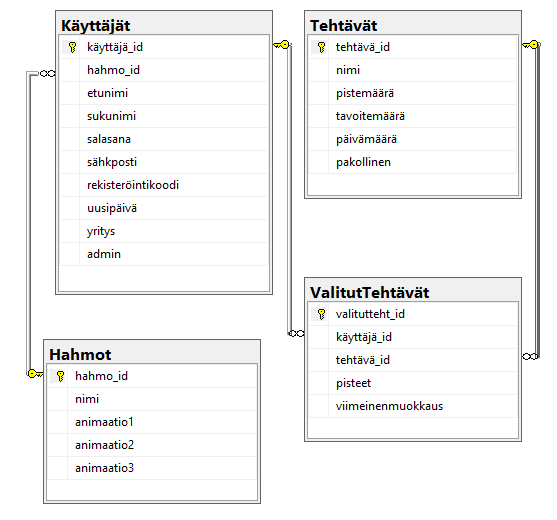 Käyttäjät
käyttäjä_id
hahmo_id
etunimi
sukunimi
salasana
sähkposti
rekisteröintikoodi
uusipäivä
yritys
admin
Tehtävät
tehtävä_id
nimi
pistemäärä
tavoitemäärä
päivämäärä
pakollinen
Hahmot
hahmo_id
nimi
animaatio1
animaatio2
animaatio3
ValitutTehtävät
valitutteht_id
käyttäjä_id
tehtävä_id
pisteet
viimeinenmuokkaus